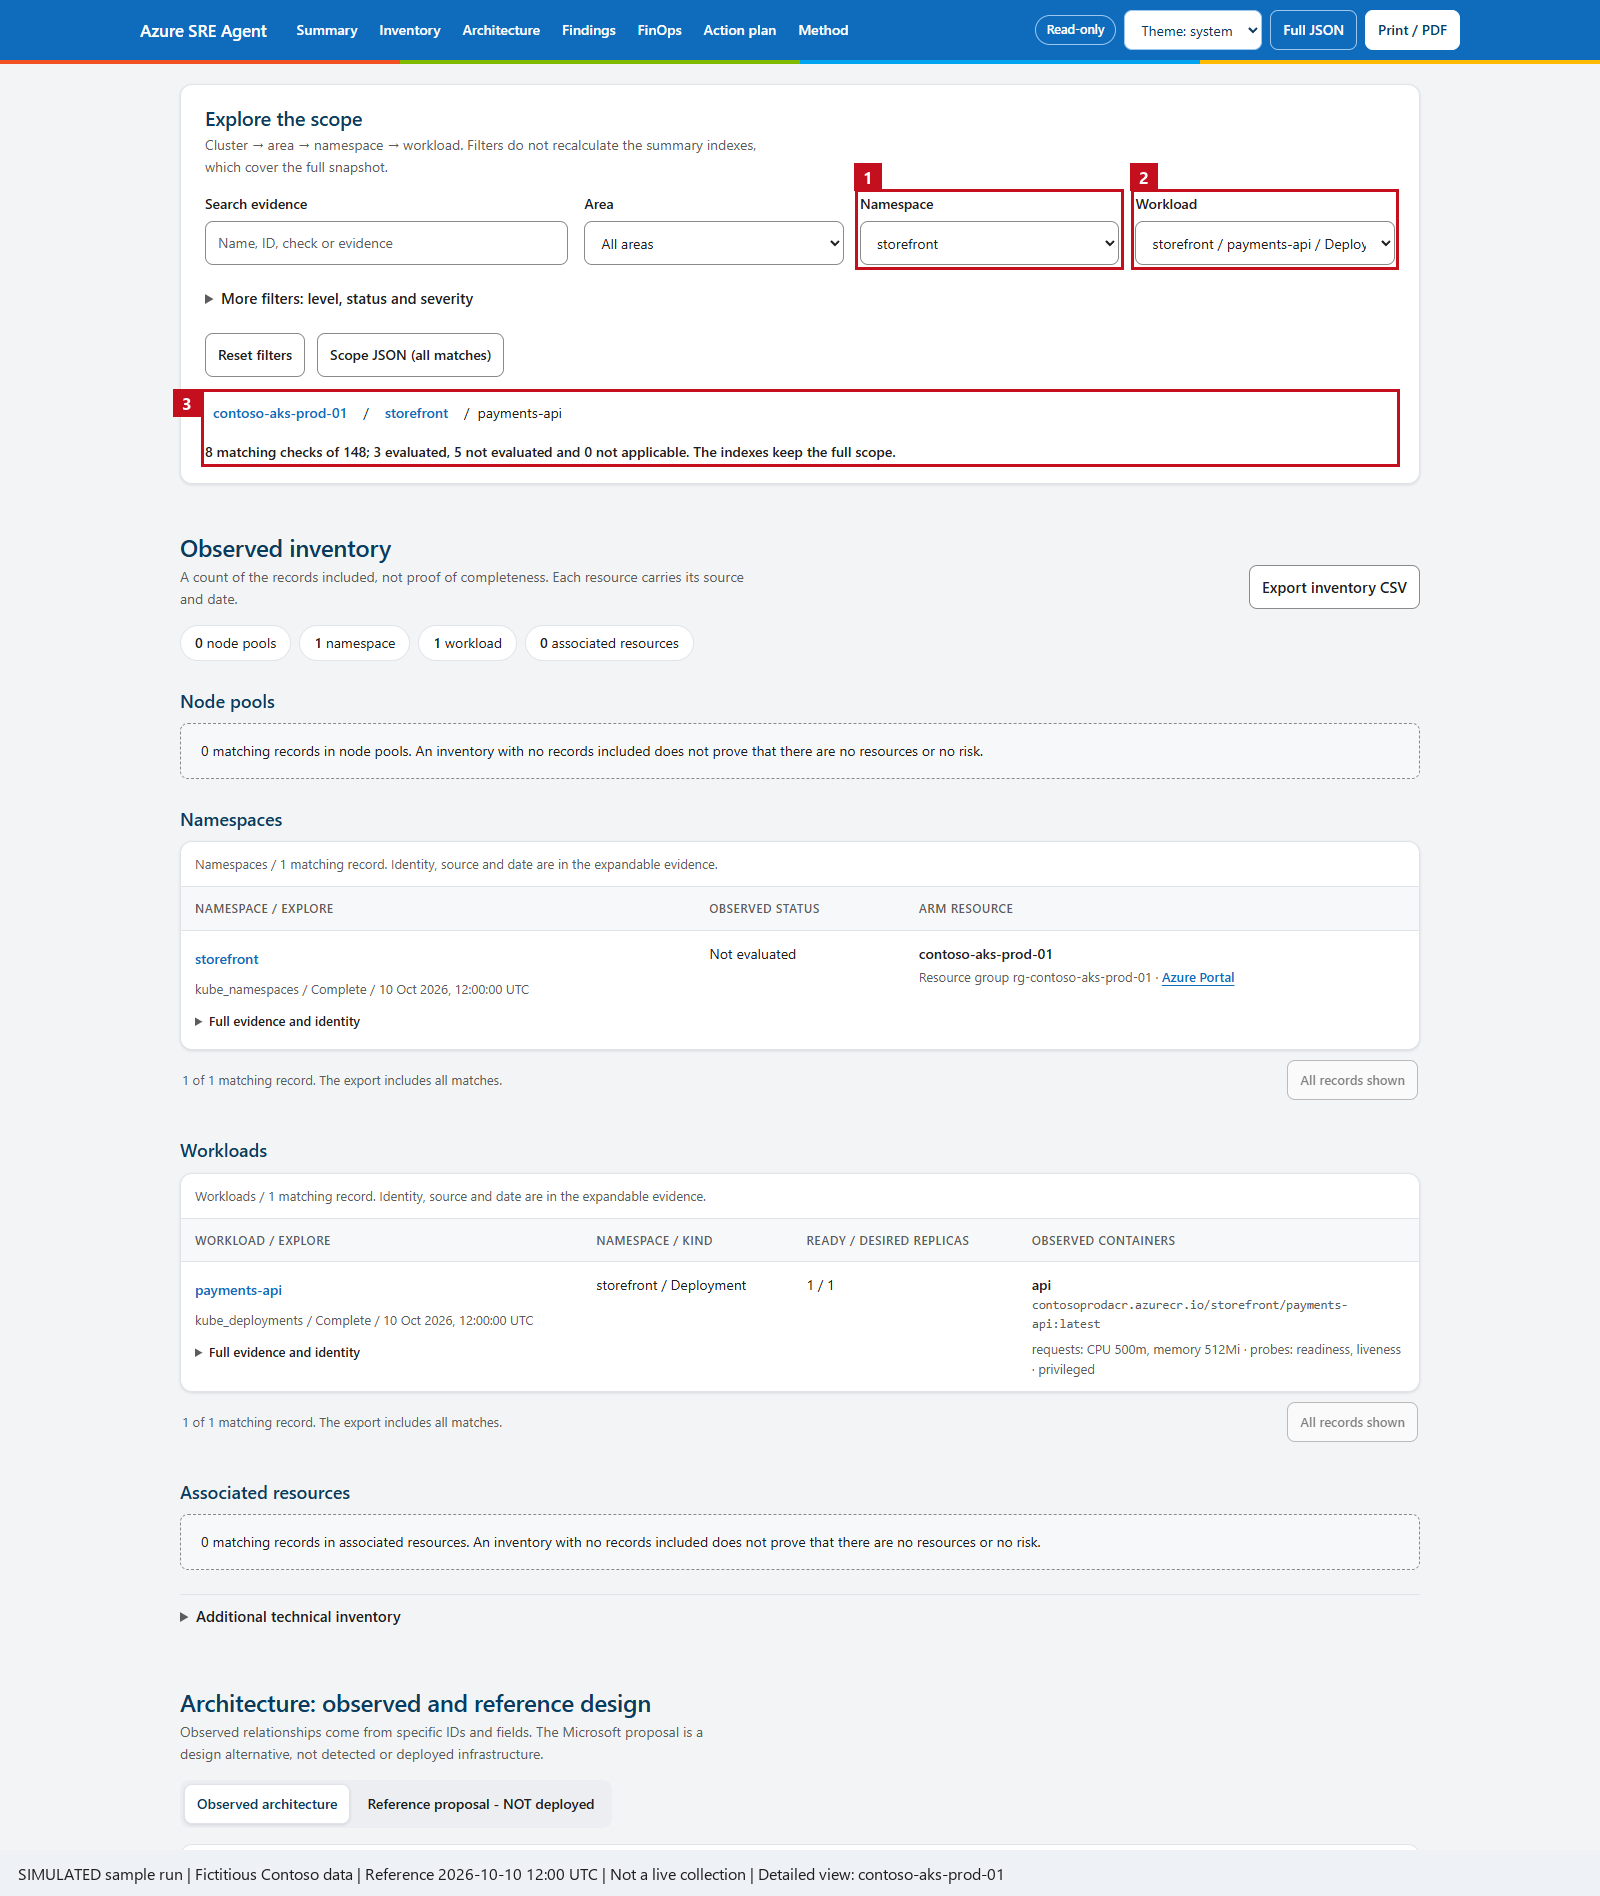 Azure SRE Agent
Summary
Inventory
Architecture
Findings
FinOps
Action plan
Method
Read-only
Theme: system
Full JSON
Print / PDF
Explore the scope
Cluster → area → namespace → workload. Filters do not recalculate the summary indexes,
which cover the full snapshot.
1
2
Search evidence
Area
Namespace
Workload
Name, ID, check or evidence
All areas
storefront
storefront / payments-api / Deploy
More filters: level, status and severity
Reset filters
Scope JSON (all matches)
3
contoso-aks-prod-01 / storefront / payments-api
8 matching checks of 148; 3 evaluated, 5 not evaluated and 0 not applicable. The indexes keep the full scope.
Observed inventory
A count of the records included, not proof of completeness. Each resource carries its source
and date.
Export inventory CSV
0 node pools
1 namespace
1 workload
0 associated resources
Node pools
0 matching records in node pools. An inventory with no records included does not prove that there are no resources or no risk.
Namespaces
Namespaces / 1 matching record. Identity, source and date are in the expandable evidence.
NAMESPACE / EXPLORE
OBSERVED STATUS
ARM RESOURCE
storefront
Not evaluated
contoso-aks-prod-01
Resource group rg-contoso-aks-prod-01 · Azure Portal
kube_namespaces / Complete / 10 Oct 2026, 12:00:00 UTC
Full evidence and identity
1 of 1 matching record. The export includes all matches.
All records shown
Workloads
Workloads / 1 matching record. Identity, source and date are in the expandable evidence.
WORKLOAD / EXPLORE
NAMESPACE / KIND
READY / DESIRED REPLICAS
OBSERVED CONTAINERS
payments-api
storefront / Deployment
1 / 1
api
contosoprodacr.azurecr.io/storefront/payments-
api:latest
requests: CPU 500m, memory 512Mi · probes: readiness, liveness
· privileged
kube_deployments / Complete / 10 Oct 2026, 12:00:00 UTC
Full evidence and identity
1 of 1 matching record. The export includes all matches.
All records shown
Associated resources
0 matching records in associated resources. An inventory with no records included does not prove that there are no resources or no risk.
Additional technical inventory
Architecture: observed and reference design
Observed relationships come from specific IDs and fields. The Microsoft proposal is a
design alternative, not detected or deployed infrastructure.
Observed architecture
Reference proposal - NOT deployed
SIMULATED sample run | Fictitious Contoso data | Reference 2026-10-10 12:00 UTC | Not a live collection | Detailed view: contoso-aks-prod-01